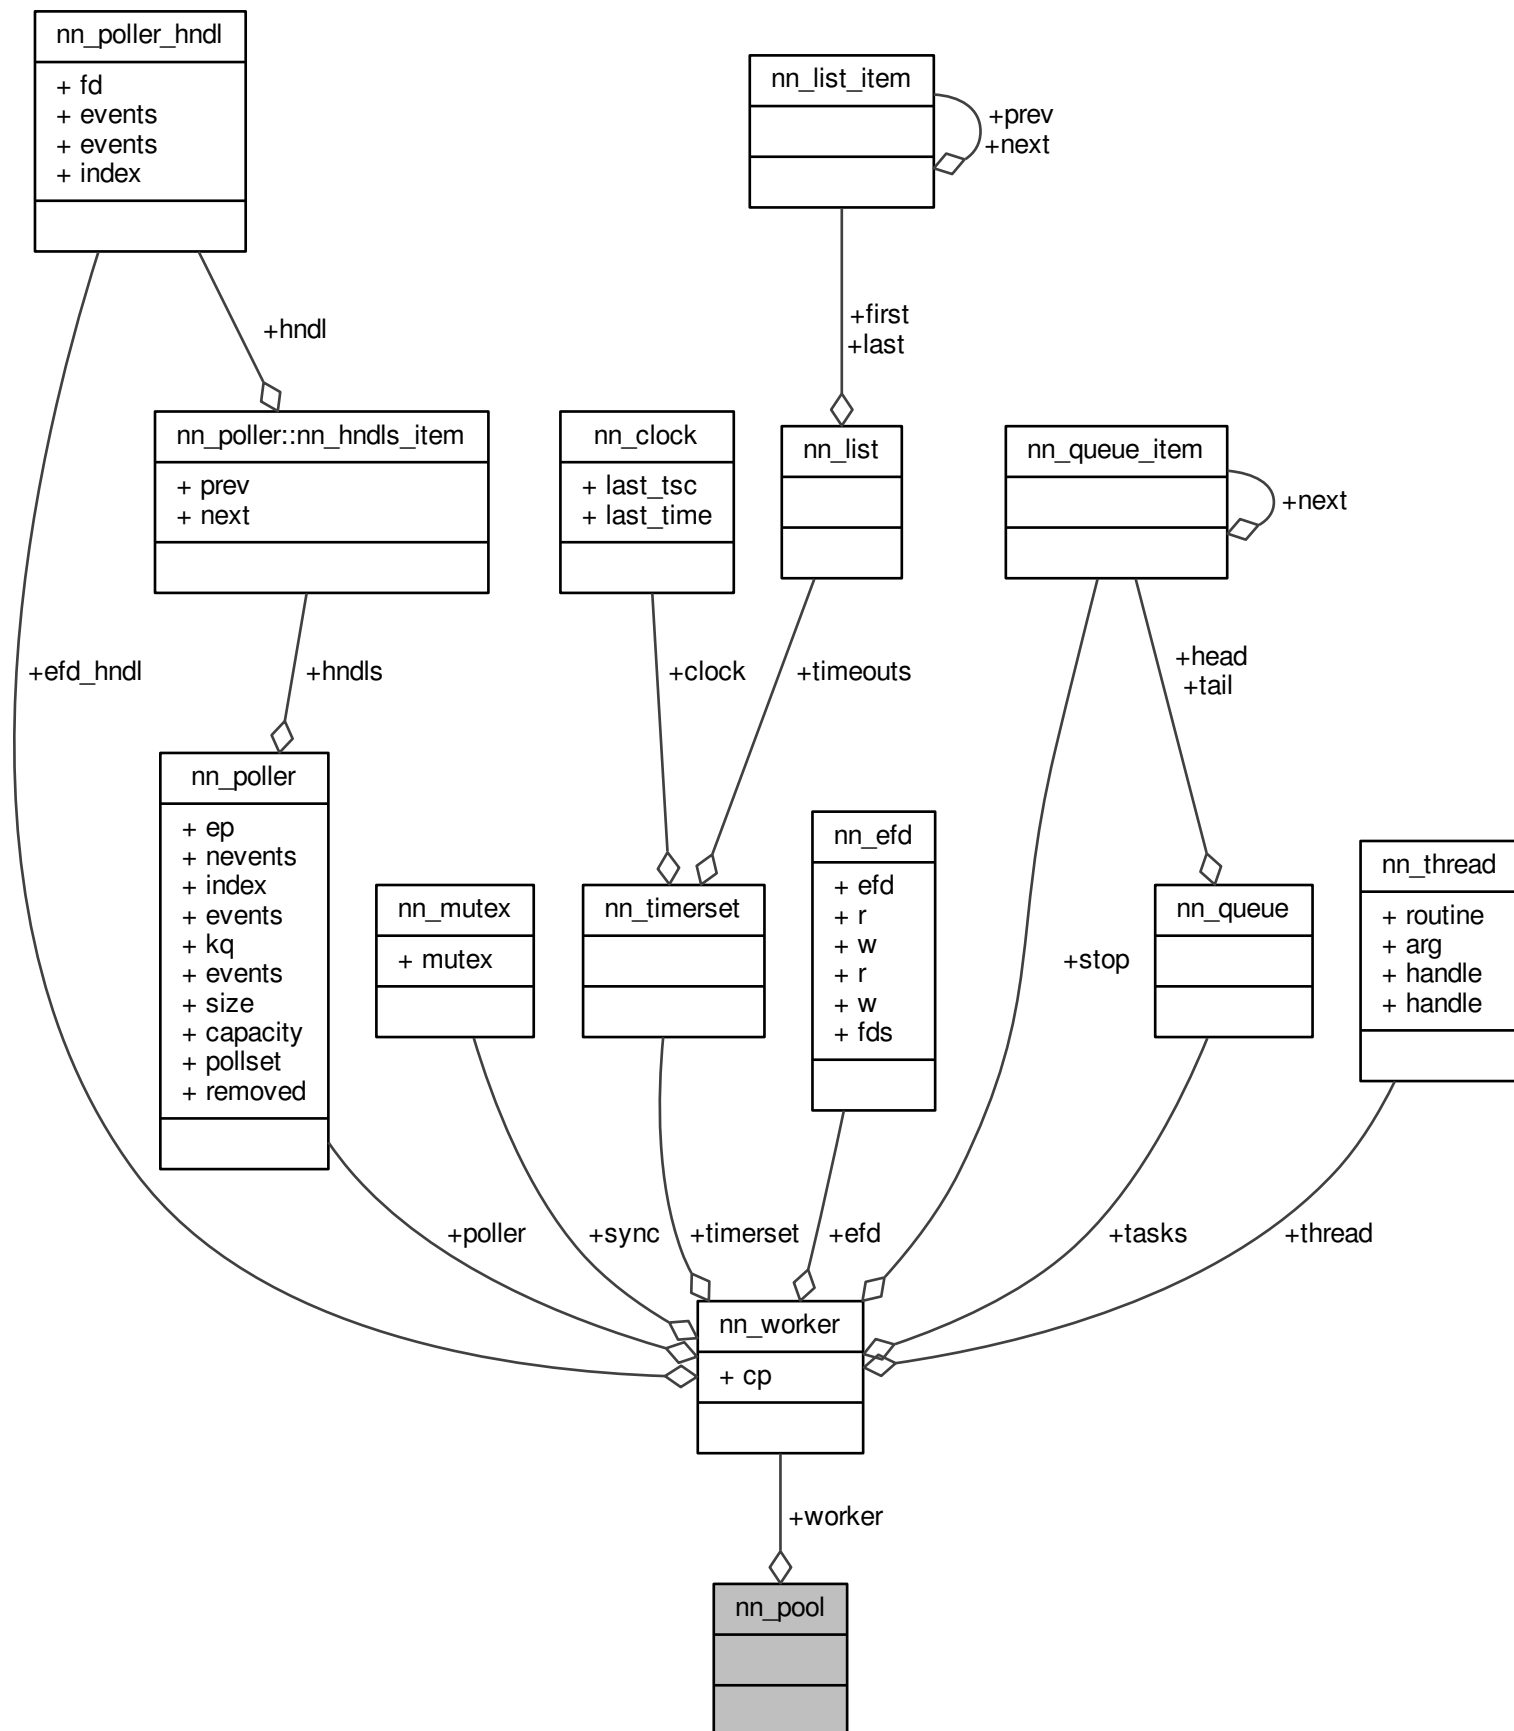 nn_poller_hndl
+ fd
+ events
+ events
+ index
nn_list_item
+prev
+next
+first
+last
+hndl
nn_poller::nn_hndls_item
+ prev
+ next
nn_clock
+ last_tsc
+ last_time
nn_list
nn_queue_item
+next
+efd_hndl
+hndls
+clock
+timeouts
+head
+tail
nn_poller
+ ep
+ nevents
+ index
+ events
+ kq
+ events
+ size
+ capacity
+ pollset
+ removed
nn_mutex
+ mutex
nn_timerset
nn_efd
+ efd
+ r
+ w
+ r
+ w
+ fds
+stop
nn_queue
nn_thread
+ routine
+ arg
+ handle
+ handle
+poller
+sync
+timerset
+efd
+tasks
+thread
nn_worker
+ cp
+worker
nn_pool